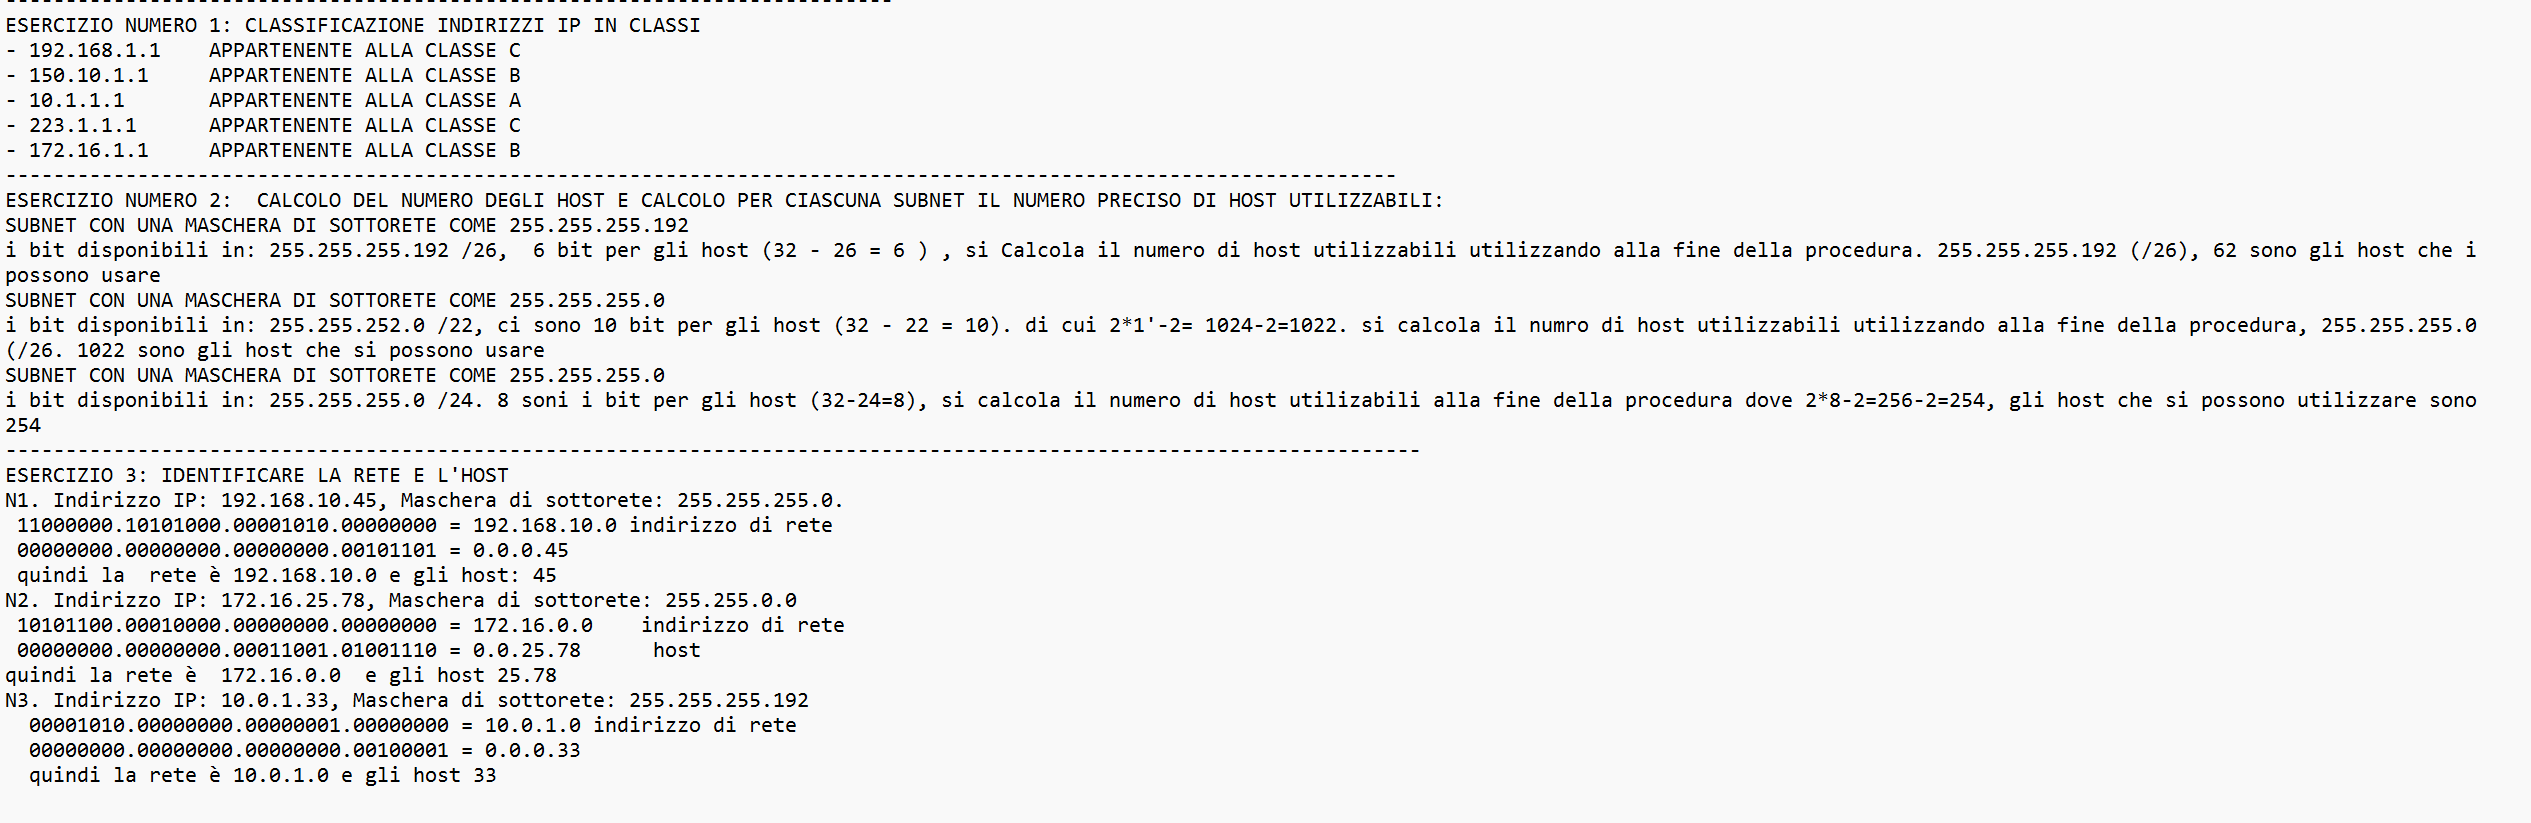 --------------------------------------------------------------------------
ESERCIZIO NUMERO 1: CLASSIFICAZIONE INDIRIZZI IP IN CLASSI
- 192.168.1.1    APPARTENENTE ALLA CLASSE C
- 150.10.1.1     APPARTENENTE ALLA CLASSE B
- 10.1.1.1       APPARTENENTE ALLA CLASSE A
- 223.1.1.1      APPARTENENTE ALLA CLASSE C
- 172.16.1.1     APPARTENENTE ALLA CLASSE B
--------------------------------------------------------------------------------------------------------------------
ESERCIZIO NUMERO 2:  CALCOLO DEL NUMERO DEGLI HOST E CALCOLO PER CIASCUNA SUBNET IL NUMERO PRECISO DI HOST UTILIZZABILI:
SUBNET CON UNA MASCHERA DI SOTTORETE COME 255.255.255.192
i bit disponibili in: 255.255.255.192 /26,  6 bit per gli host (32 - 26 = 6 ) , si Calcola il numero di host utilizzabili utilizzando alla fine della procedura. 255.255.255.192 (/26), 62 sono gli host che i
possono usare
SUBNET CON UNA MASCHERA DI SOTTORETE COME 255.255.255.0
i bit disponibili in: 255.255.252.0 /22, ci sono 10 bit per gli host (32 - 22 = 10). di cui 2*1'-2= 1024-2=1022. si calcola il numro di host utilizzabili utilizzando alla fine della procedura, 255.255.255.0
(/26. 1022 sono gli host che si possono usare
SUBNET CON UNA MASCHERA DI SOTTORETE COME 255.255.255.0
i bit disponibili in: 255.255.255.0 /24. 8 soni i bit per gli host (32-24=8), si calcola il numero di host utilizabili alla fine della procedura dove 2*8-2=256-2=254, gli host che si possono utilizzare sono
254
----------------------------------------------------------------------------------------------------------------------
ESERCIZIO 3: IDENTIFICARE LA RETE E L'HOST
N1. Indirizzo IP: 192.168.10.45, Maschera di sottorete: 255.255.255.0.
 11000000.10101000.00001010.00000000 = 192.168.10.0 indirizzo di rete
 00000000.00000000.00000000.00101101 = 0.0.0.45
 quindi la  rete è 192.168.10.0 e gli host: 45
N2. Indirizzo IP: 172.16.25.78, Maschera di sottorete: 255.255.0.0
 10101100.00010000.00000000.00000000 = 172.16.0.0    indirizzo di rete
 00000000.00000000.00011001.01001110 = 0.0.25.78      host
quindi la rete è  172.16.0.0  e gli host 25.78
N3. Indirizzo IP: 10.0.1.33, Maschera di sottorete: 255.255.255.192
  00001010.00000000.00000001.00000000 = 10.0.1.0 indirizzo di rete
  00000000.00000000.00000000.00100001 = 0.0.0.33
  quindi la rete è 10.0.1.0 e gli host 33